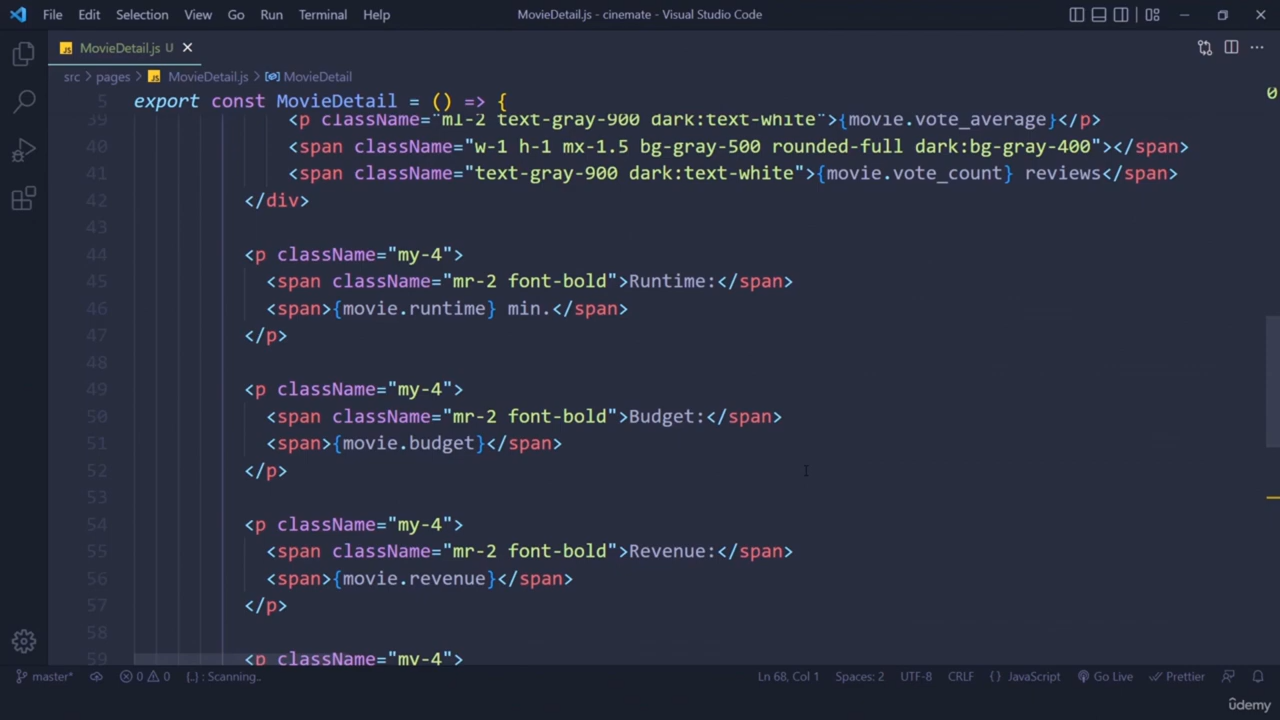 File Edit Selection View Go Run Terminal Help MovieDetail.js - cinemate - Visual Studio Code
JS MovieDetail.js U
src > pages > JS MovieDetail.js > MovieDetail
5 export const MovieDetail = () => {
39 <p className="ml-2 text-gray-900 dark:text-white">{movie.vote_average}</p>
40 <span className="w-1 h-1 mx-1.5 bg-gray-500 rounded-full dark:bg-gray-400"></span>
41 <span className="text-gray-900 dark:text-white">{movie.vote_count} reviews</span>
42 </div>
43
44 <p className="my-4">
45 <span className="mr-2 font-bold">Runtime:</span>
46 <span>{movie.runtime} min.</span>
47 </p>
48
49 <p className="my-4">
50 <span className="mr-2 font-bold">Budget:</span>
51 <span>{movie.budget}</span>
52 </p>
53
54 <p className="my-4">
55 <span className="mr-2 font-bold">Revenue:</span>
56 <span>{movie.revenue}</span>
57 </p>
58
59 <p className="my-4">
master* 0 0 {..} : Scanning.. Ln 68, Col 1 Spaces: 2 UTF-8 CRLF {} JavaScript Go Live Prettier
ûdemy